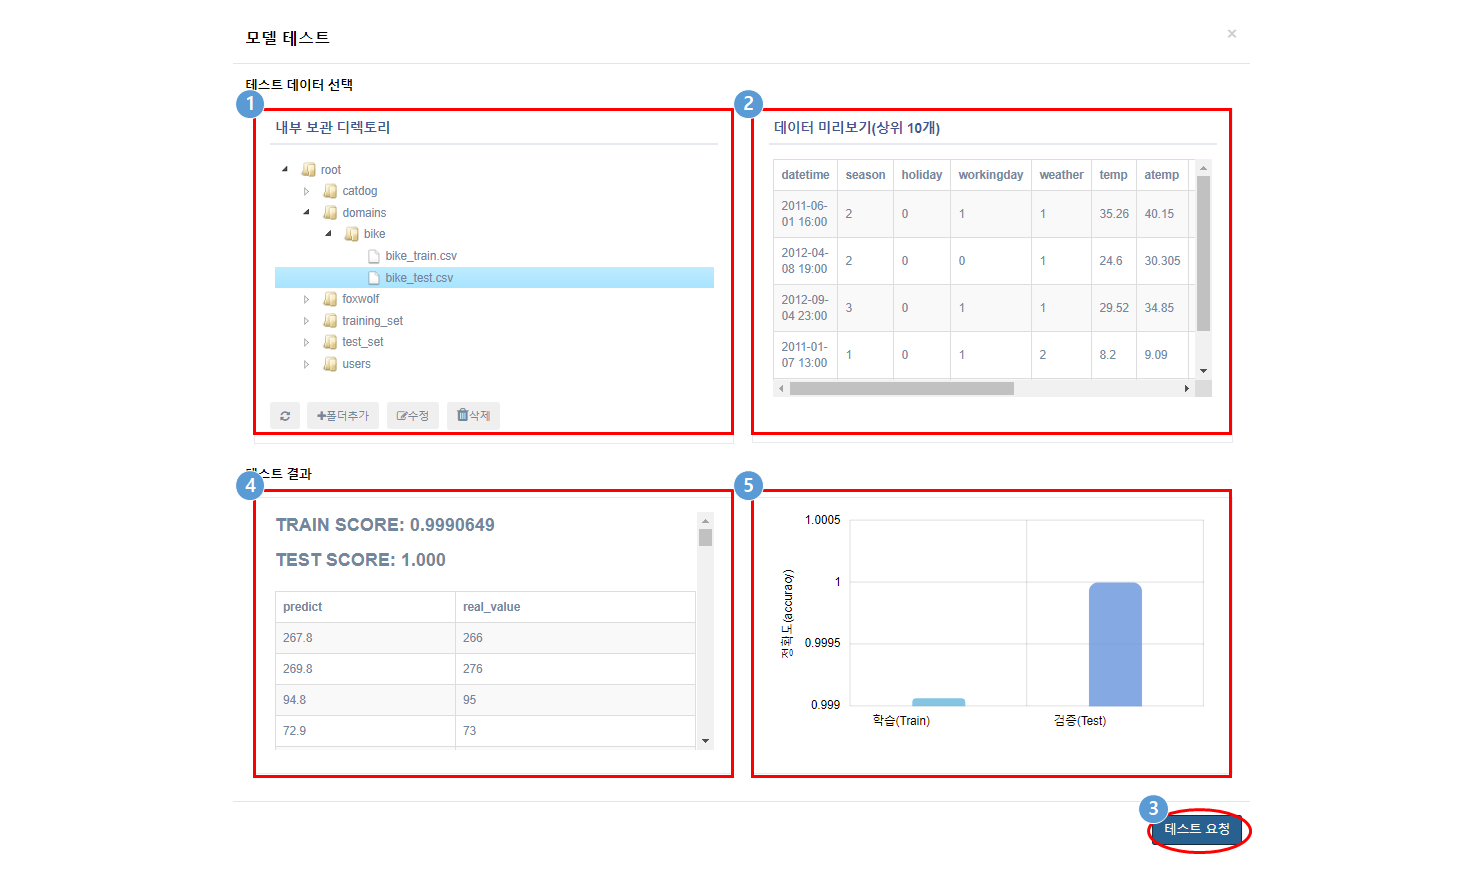 모델 테스트
×
테스트 데이터 선택
1
내부 보관 디렉토리
root
catdog
domains
bike
bike_train.csv
bike_test.csv
foxwolf
training_set
test_set
users
폴더추가 수정 삭제
2
데이터 미리보기(상위 10개)
datetime season holiday workingday weather temp atemp
2011-06-
01 16:00 2 0 1 1 35.26 40.15
2012-04-
08 19:00 2 0 0 1 24.6 30.305
2012-09-
04 23:00 3 0 1 1 29.52 34.85
2011-01-
07 13:00 1 0 1 2 8.2 9.09
테스트 결과
4
TRAIN SCORE: 0.9990649
TEST SCORE: 1.000
predict real_value
267.8 266
269.8 276
94.8 95
72.9 73
5
1.0005
1
0.9995
0.999
정확도(accuracy)
학습(Train) 검증(Test)
3
테스트 요청